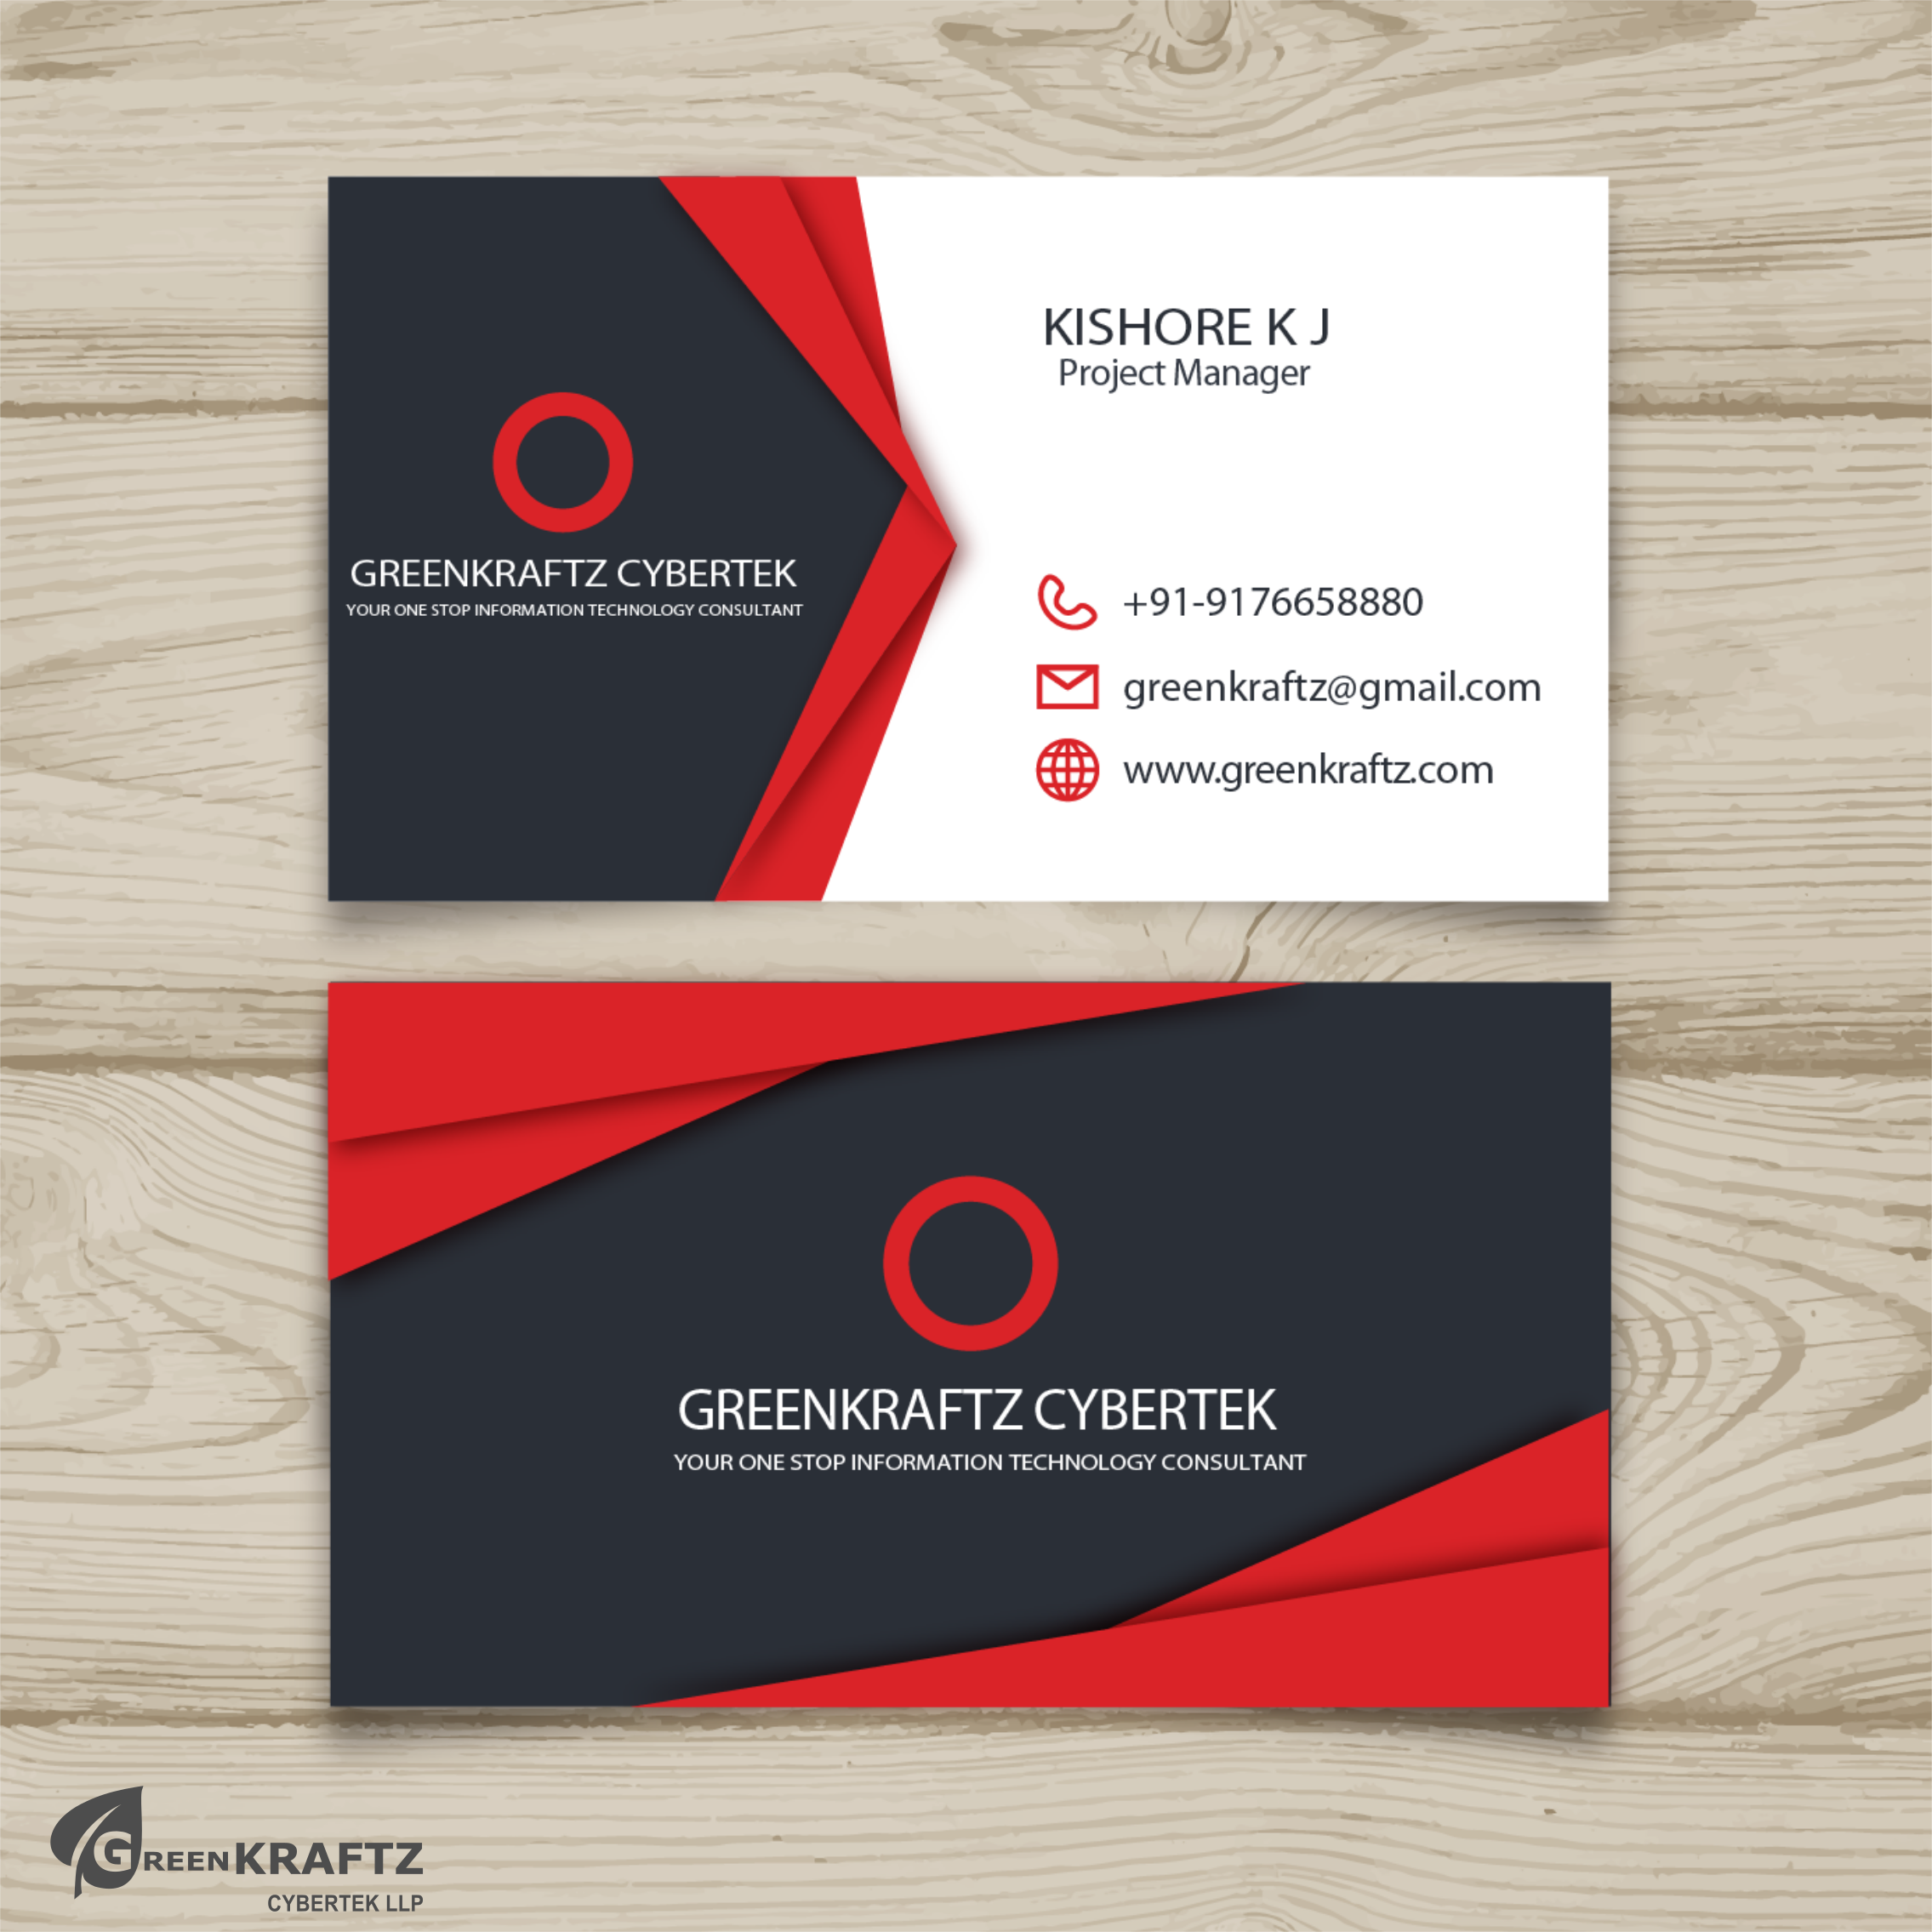 KISHORE K J
Project Manager
GREENKRAFTZ CYBERTEK
YOUR ONE STOP INFORMATION TECHNOLOGY CONSULTANT
+91-9176658880
greenkraftz@gmail.com
www.greenkraftz.com
GREENKRAFTZ CYBERTEK
YOUR ONE STOP INFORMATION TECHNOLOGY CONSULTANT
GREENKRAFTZ
CYBERTEK LLP